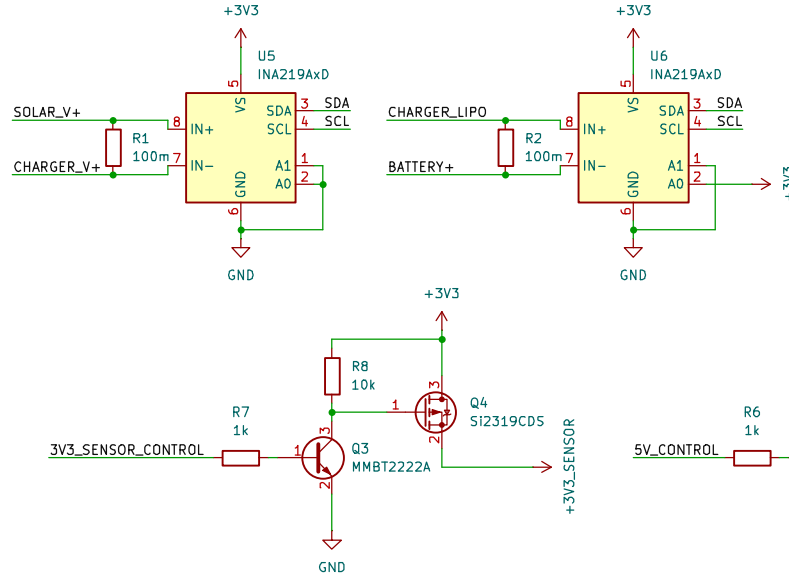 +3V3
U5
INA219AxD
5
VS
SOLAR_V+
8
IN+
SDA
3
SDA
SCL
4
SCL
R1
100m
CHARGER_V+
7
IN-
A1
1
A0
2
GND
6
GND
+3V3
U6
INA219AxD
5
VS
CHARGER_LIPO
8
IN+
SDA
3
SDA
SCL
4
SCL
R2
100m
BATTERY+
7
IN-
A1
1
A0
2
GND
6
GND
+3V3
+3V3
R8
10k
3
1
Q4
Si2319CDS
2
R7
1k
3V3_SENSOR_CONTROL
3
1
Q3
MMBT2222A
2
GND
+3V3_SENSOR
R6
1k
5V_CONTROL